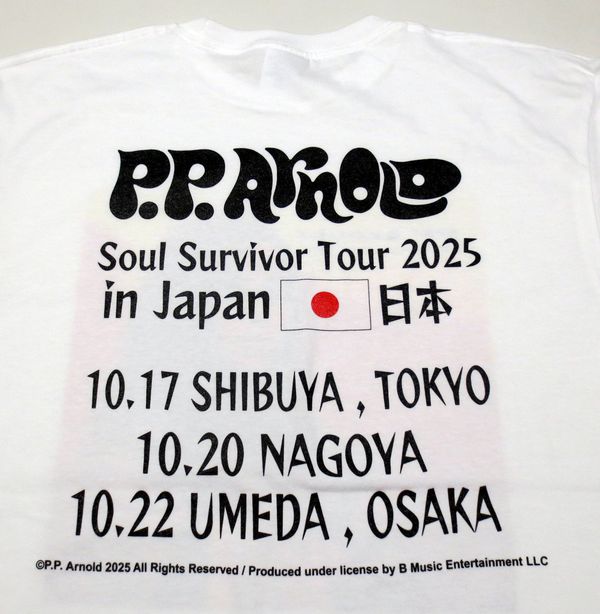 P.P. Arnold
Soul Survivor Tour 2025
in Japan 日本
10.17 SHIBUYA , TOKYO
10.20 NAGOYA
10.22 UMEDA , OSAKA
©P.P. Arnold 2025 All Rights Reserved / Produced under license by B Music Entertainment LLC